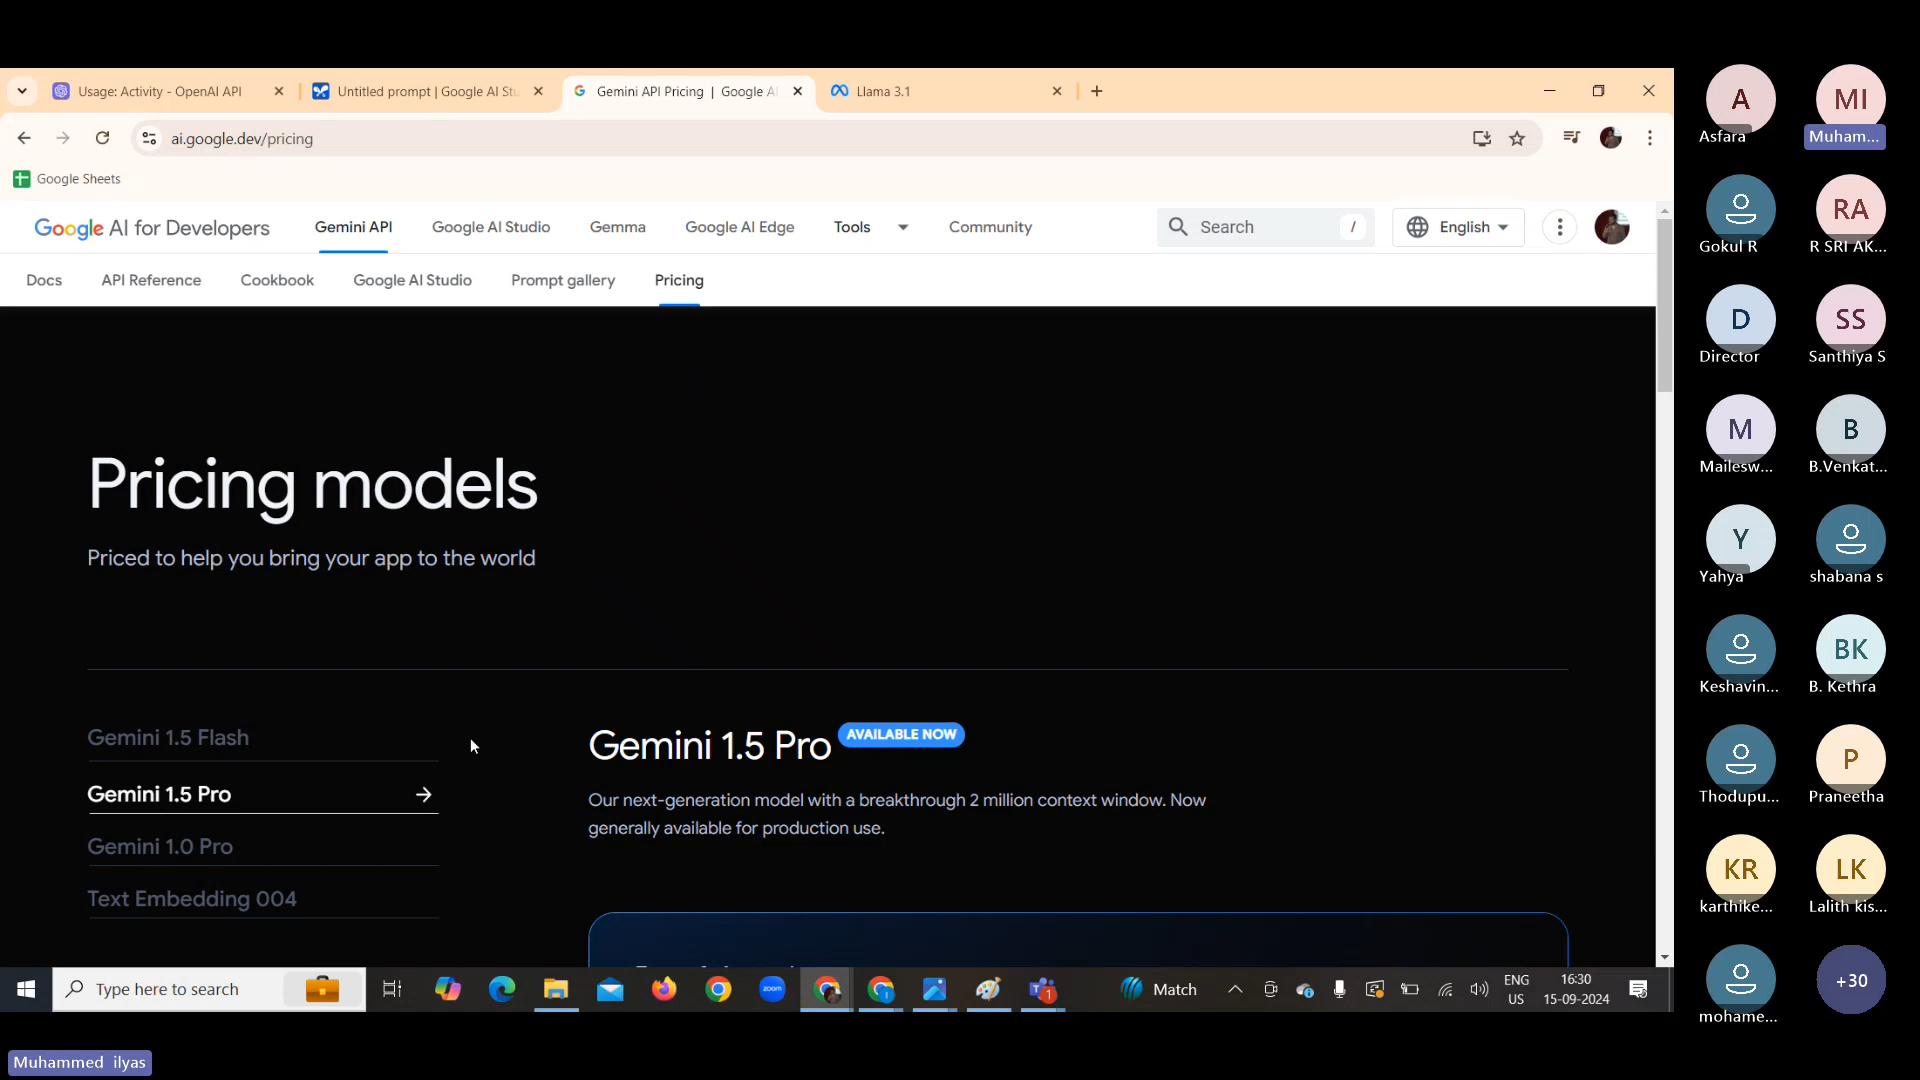 Usage: Activity - OpenAI API
Untitled prompt | Google AI Stu
Gemini API Pricing | Google AI
Llama 3.1
ai.google.dev/pricing
Google Sheets
Google AI for Developers
Gemini API
Google AI Studio
Gemma
Google AI Edge
Tools
Community
Search
/
English
Docs
API Reference
Cookbook
Google AI Studio
Prompt gallery
Pricing
Pricing models
Priced to help you bring your app to the world
Gemini 1.5 Flash
Gemini 1.5 Pro
Gemini 1.0 Pro
Text Embedding 004
Gemini 1.5 Pro
AVAILABLE NOW
Our next-generation model with a breakthrough 2 million context window. Now
generally available for production use.
Type here to search
zoom
1
Match
ENG
US
16:30
15-09-2024
A
Asfara
MI
Muham...
Gokul R
RA
R SRI AK...
D
Director
SS
Santhiya S
M
Mailesw...
B
B.Venkat...
Y
Yahya
shabana s
Keshavin...
BK
B. Kethra
Thodupu...
P
Praneetha
KR
karthike...
LK
Lalith kis...
mohame...
+30
Muhammed ilyas